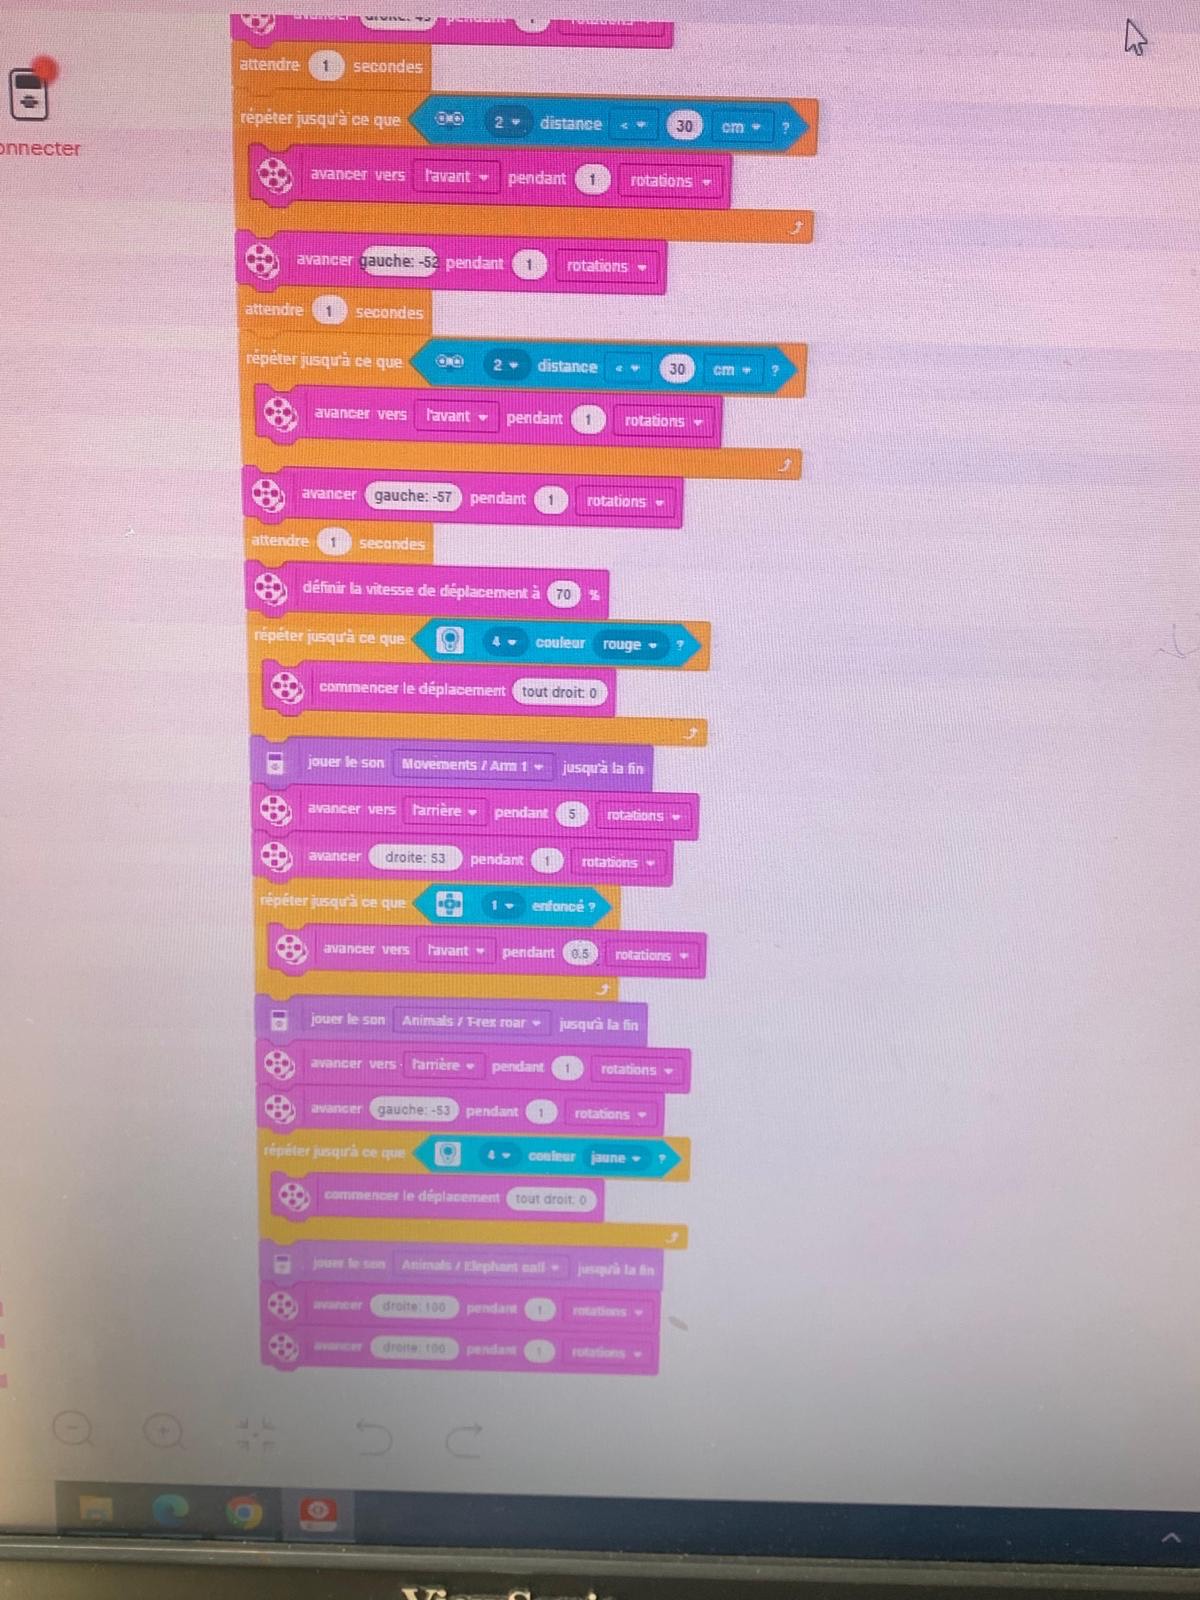 avancer droite: 45 pendant 1 rotations
attendre 1 secondes
onnecter
répéter jusqu'à ce que 2 distance < 30 cm ?
avancer vers l'avant pendant 1 rotations
avancer gauche: -52 pendant 1 rotations
attendre 1 secondes
répéter jusqu'à ce que 2 distance < 30 cm ?
avancer vers l'avant pendant 1 rotations
avancer gauche: -57 pendant 1 rotations
attendre 1 secondes
définir la vitesse de déplacement à 70 %
répéter jusqu'à ce que 4 couleur rouge ?
commencer le déplacement tout droit: 0
jouer le son Movements / Arm 1 jusqu'à la fin
avancer vers l'arrière pendant 5 rotations
avancer droite: 53 pendant 1 rotations
répéter jusqu'à ce que 1 enfoncé ?
avancer vers l'avant pendant 0.5 rotations
jouer le son Animals / T-rex roar jusqu'à la fin
avancer vers l'arrière pendant 1 rotations
avancer gauche: -53 pendant 1 rotations
répéter jusqu'à ce que 4 couleur jaune ?
commencer le déplacement tout droit: 0
jouer le son Animals / Elephant call jusqu'à la fin
avancer droite: 100 pendant 1 rotations
avancer droite: 100 pendant 1 rotations